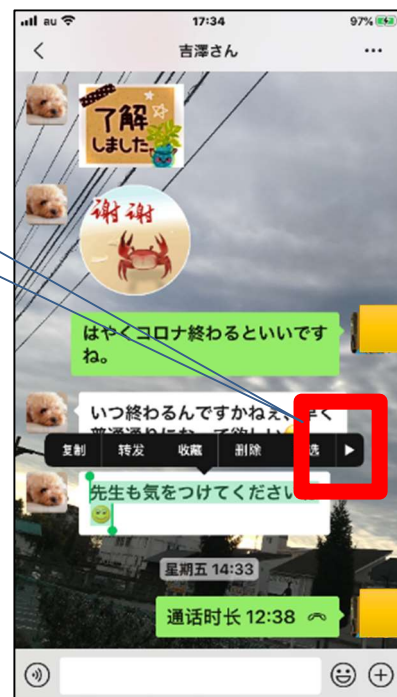 au
17:34
97%
吉澤さん
了解
しました
谢谢
はやくコロナ終わるといいです
ね。
いつ終わるんですかねぇ、早く
复制 转发 收藏 删除 选
先生も気をつけてください
星期五 14:33
通话时长 12:38